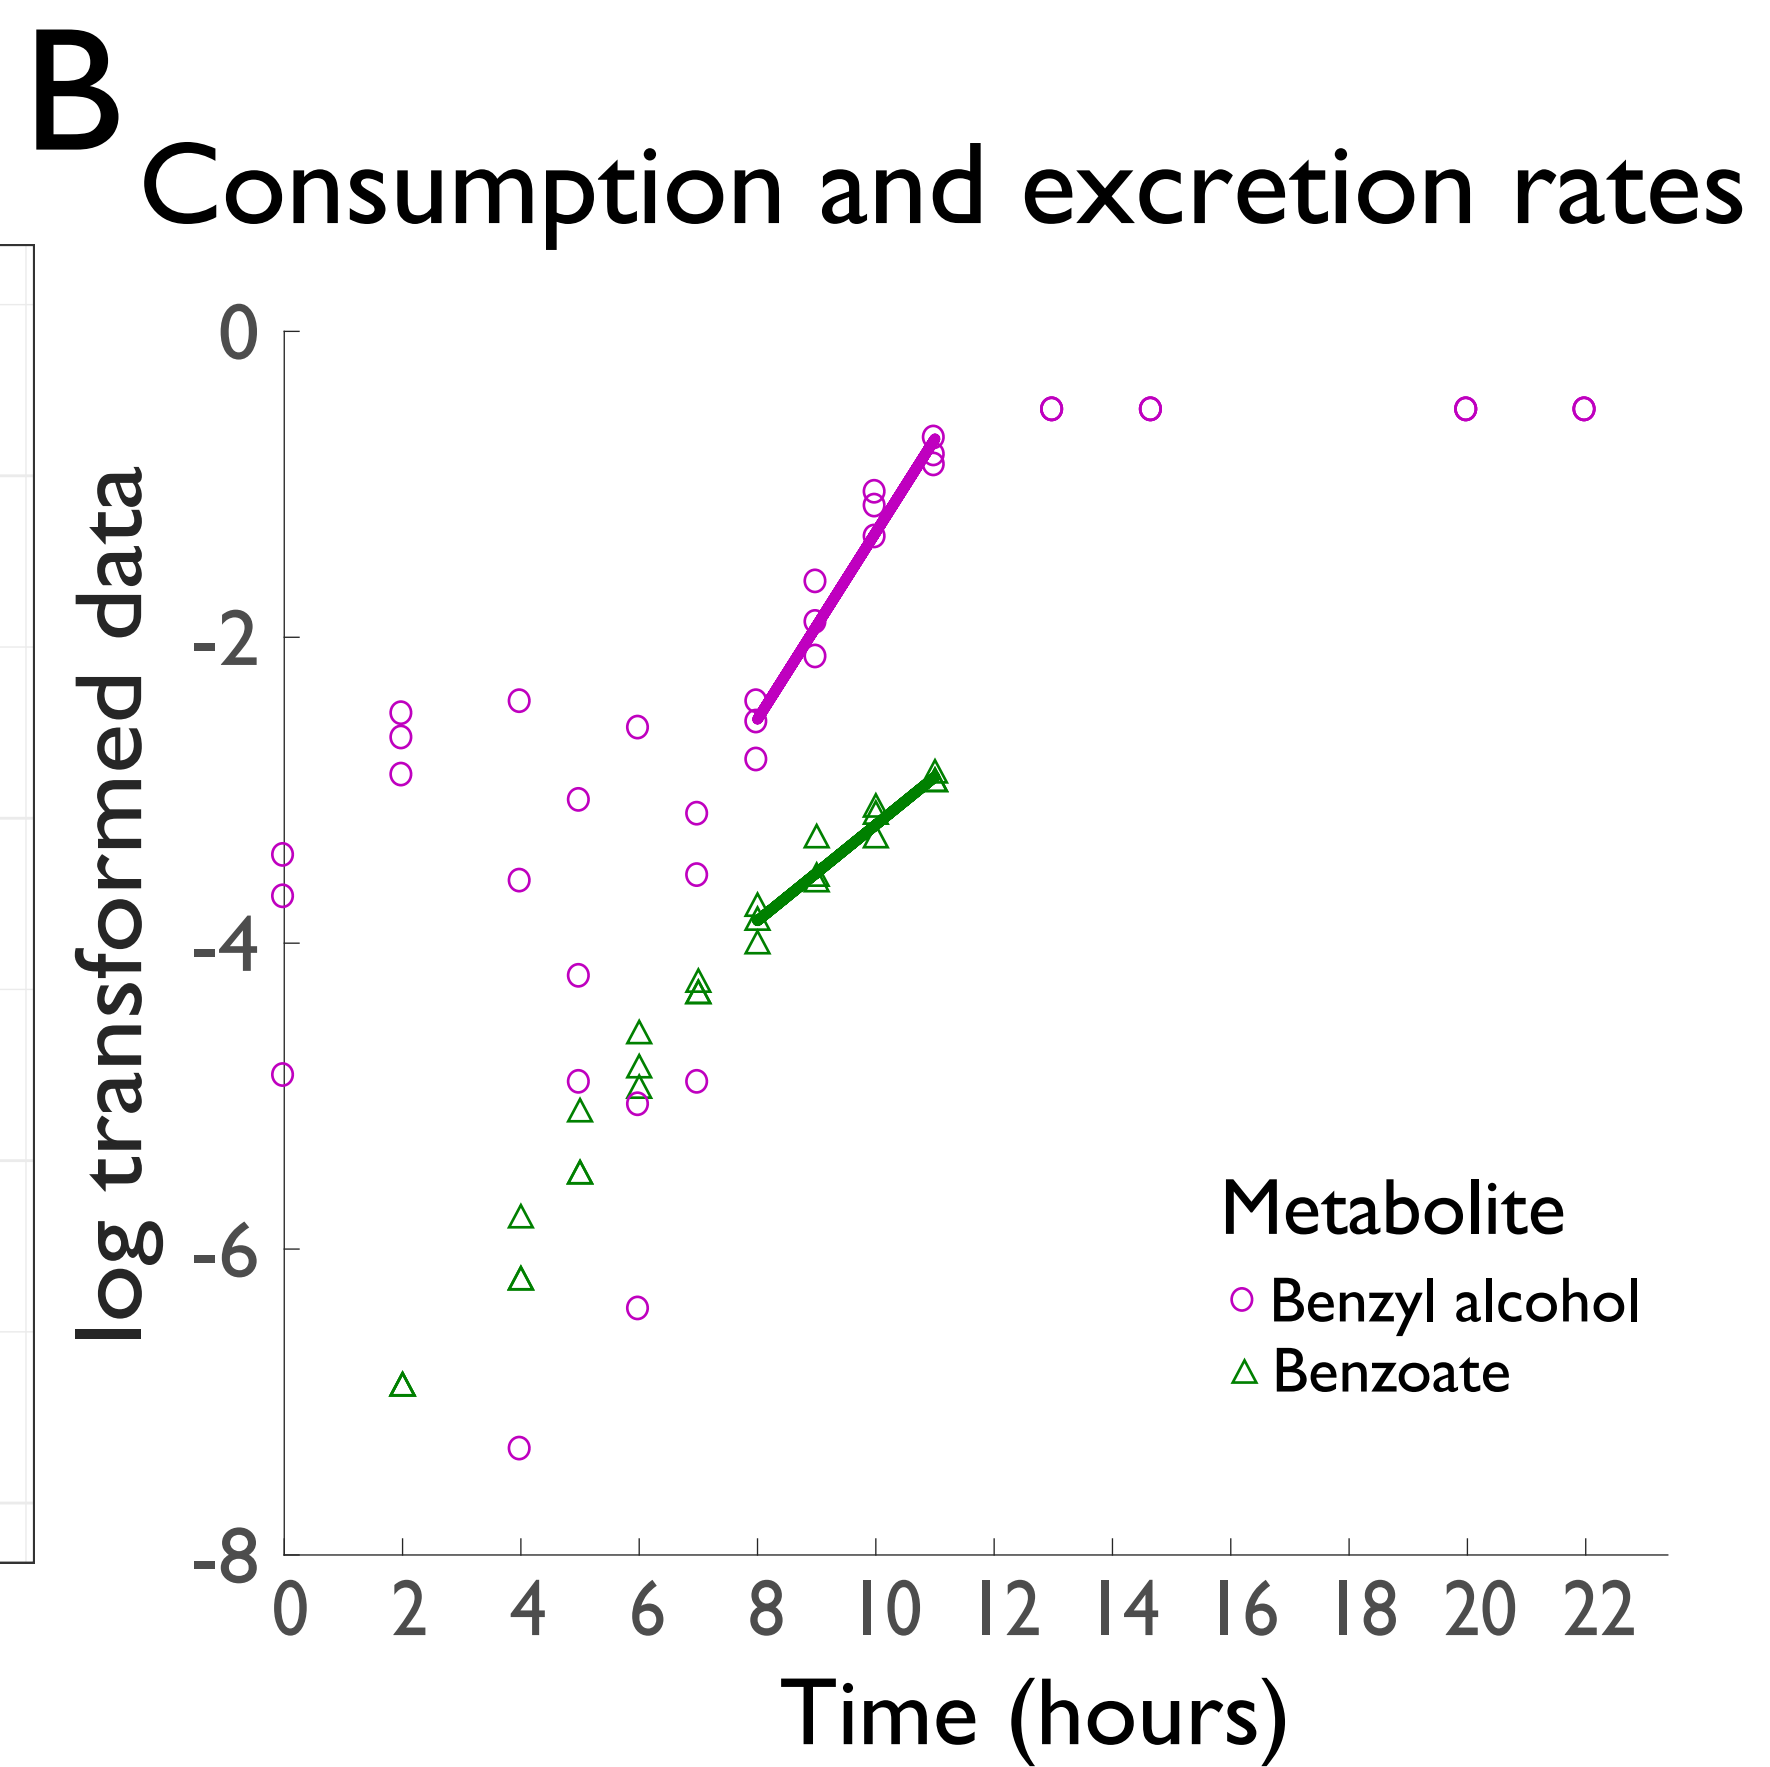 B
Consumption and excretion rates
log transformed data
0
-2
-4
-6
-8
0 2 4 6 8 10 12 14 16 18 20 22
Time (hours)
Metabolite
Benzyl alcohol
Benzoate